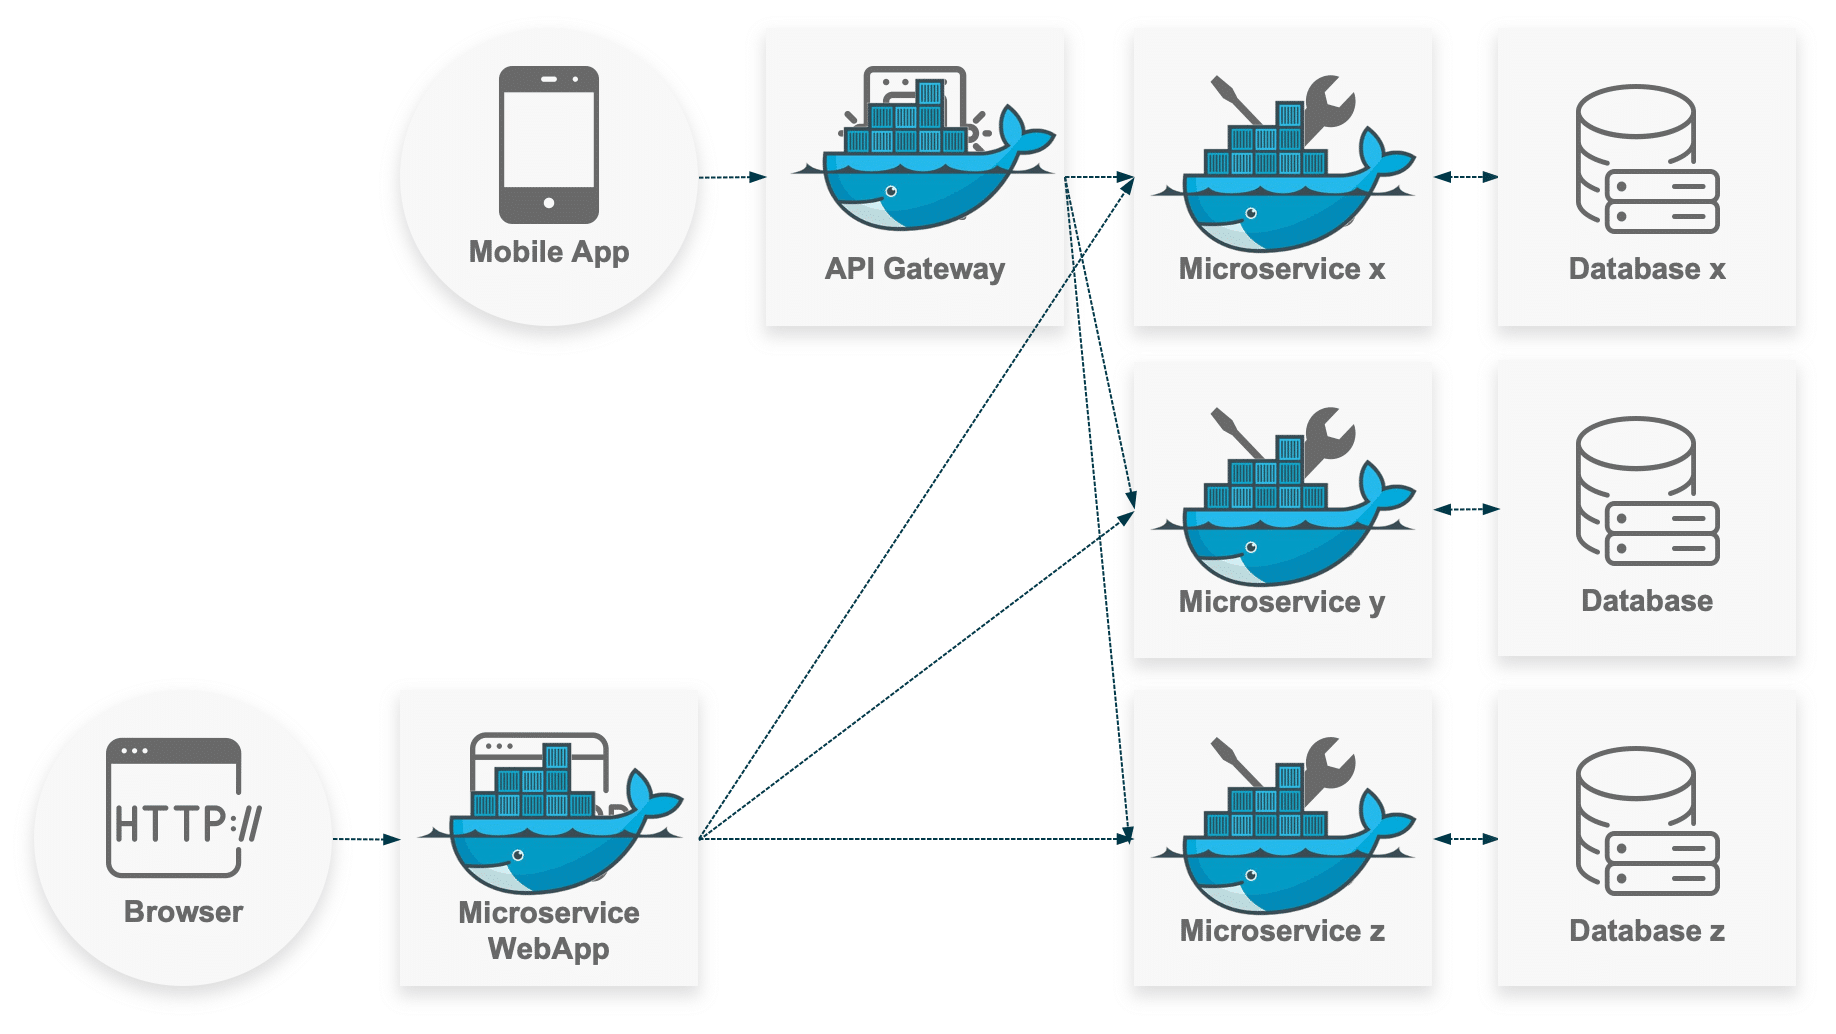 Mobile App
API Gateway
Microservice x
Database x
Microservice y
Database
HTTP://
Browser
Microservice
WebApp
Microservice z
Database z